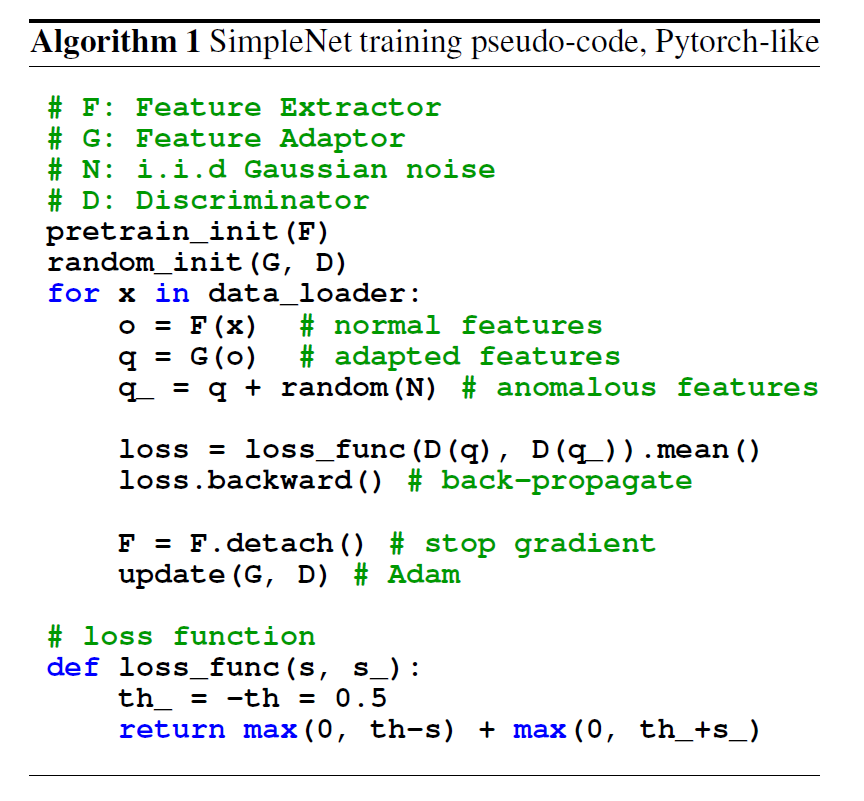 Algorithm 1 SimpleNet training pseudo-code, Pytorch-like
# F: Feature Extractor
# G: Feature Adaptor
# N: i.i.d Gaussian noise
# D: Discriminator
pretrain_init(F)
random_init(G, D)
for x in data_loader:
    o = F(x)  # normal features
    q = G(o)  # adapted features
    q_ = q + random(N) # anomalous features

    loss = loss_func(D(q), D(q_)).mean()
    loss.backward() # back-propagate

    F = F.detach() # stop gradient
    update(G, D) # Adam

# loss function
def loss_func(s, s_):
    th_ = -th = 0.5
    return max(0, th-s) + max(0, th_+s_)